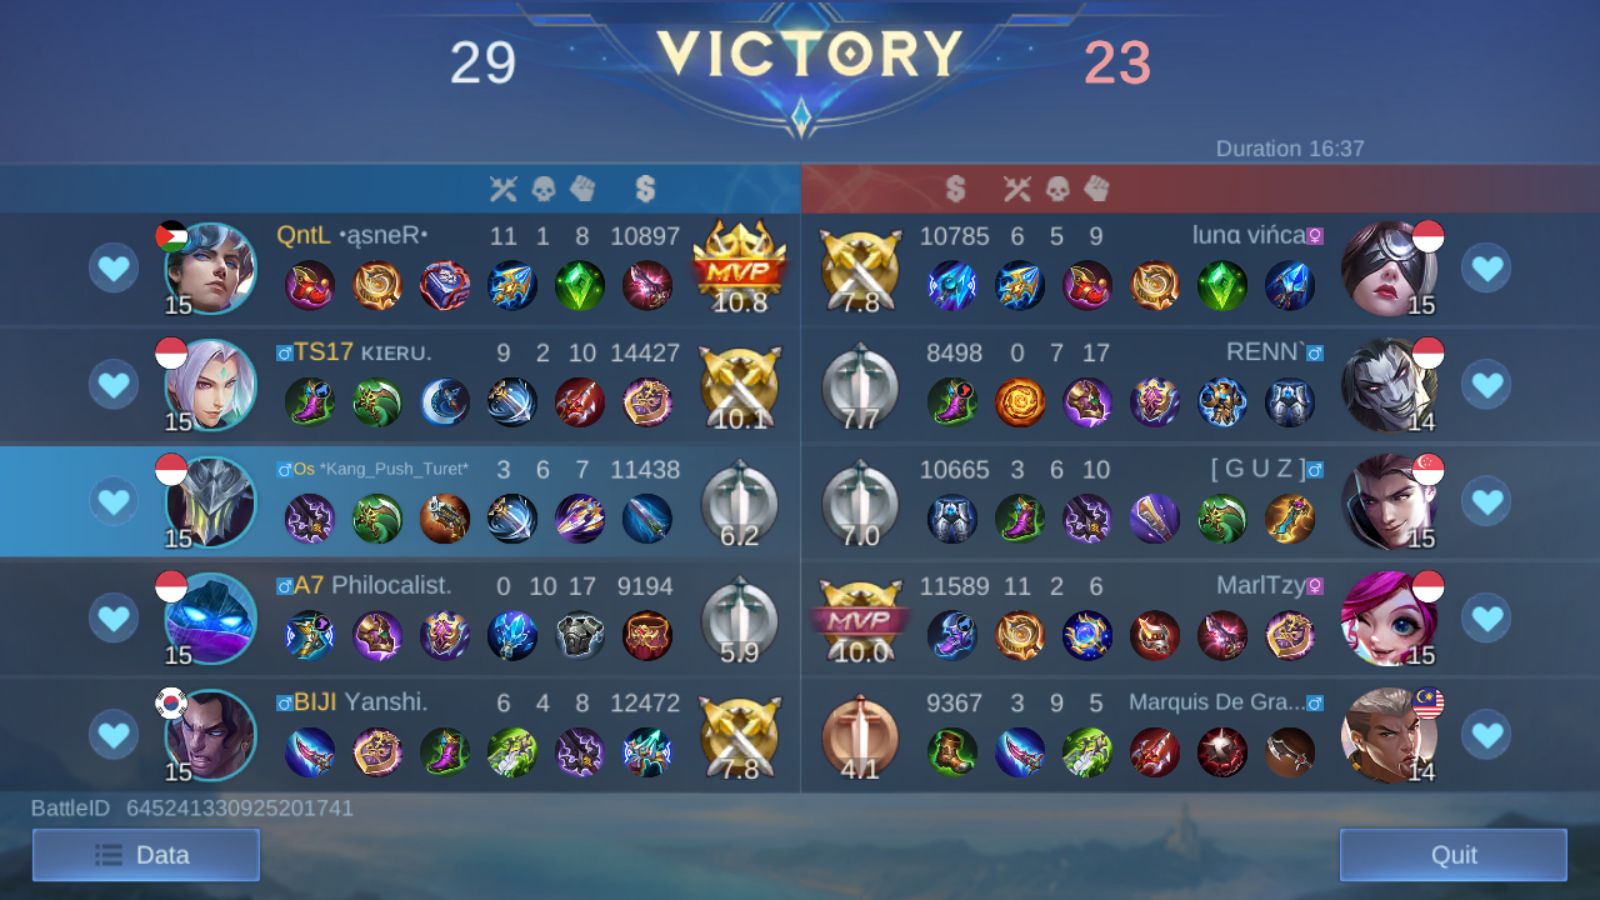 29 VICTORY 23
Duration 16:37
QntL •ąsneR• 11 1 8 10897
15 MVP 10.8
10785 6 5 9 lunɑ vińca♀
7.8 15
♂TS17 ᴋɪᴇʀᴜ. 9 2 10 14427
15 10.1
8498 0 7 17 RENN`♂
7.7 14
♂Os *Kang_Push_Turet* 3 6 7 11438
15 6.2
10665 3 6 10 [ G U Z ]♂
7.0 15
♂A7 Philocalist. 0 10 17 9194
15 5.9
11589 11 2 6 MarlTzy♀
MVP 10.0 15
♂BIJI Yanshi. 6 4 8 12472
15 7.8
9367 3 9 5 Marquis De Gra...♂
4.1 14
BattleID 645241330925201741
Data
Quit